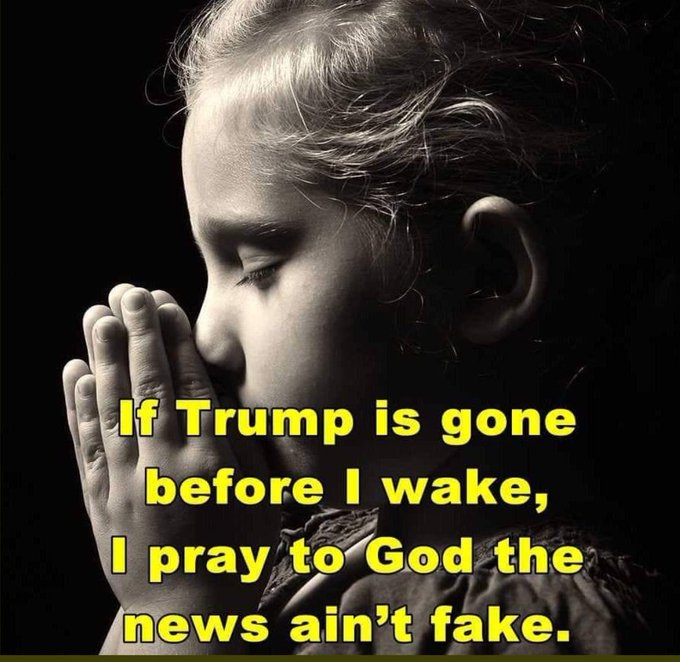 If Trump is gone
before I wake,
I pray to God the
news ain't fake.